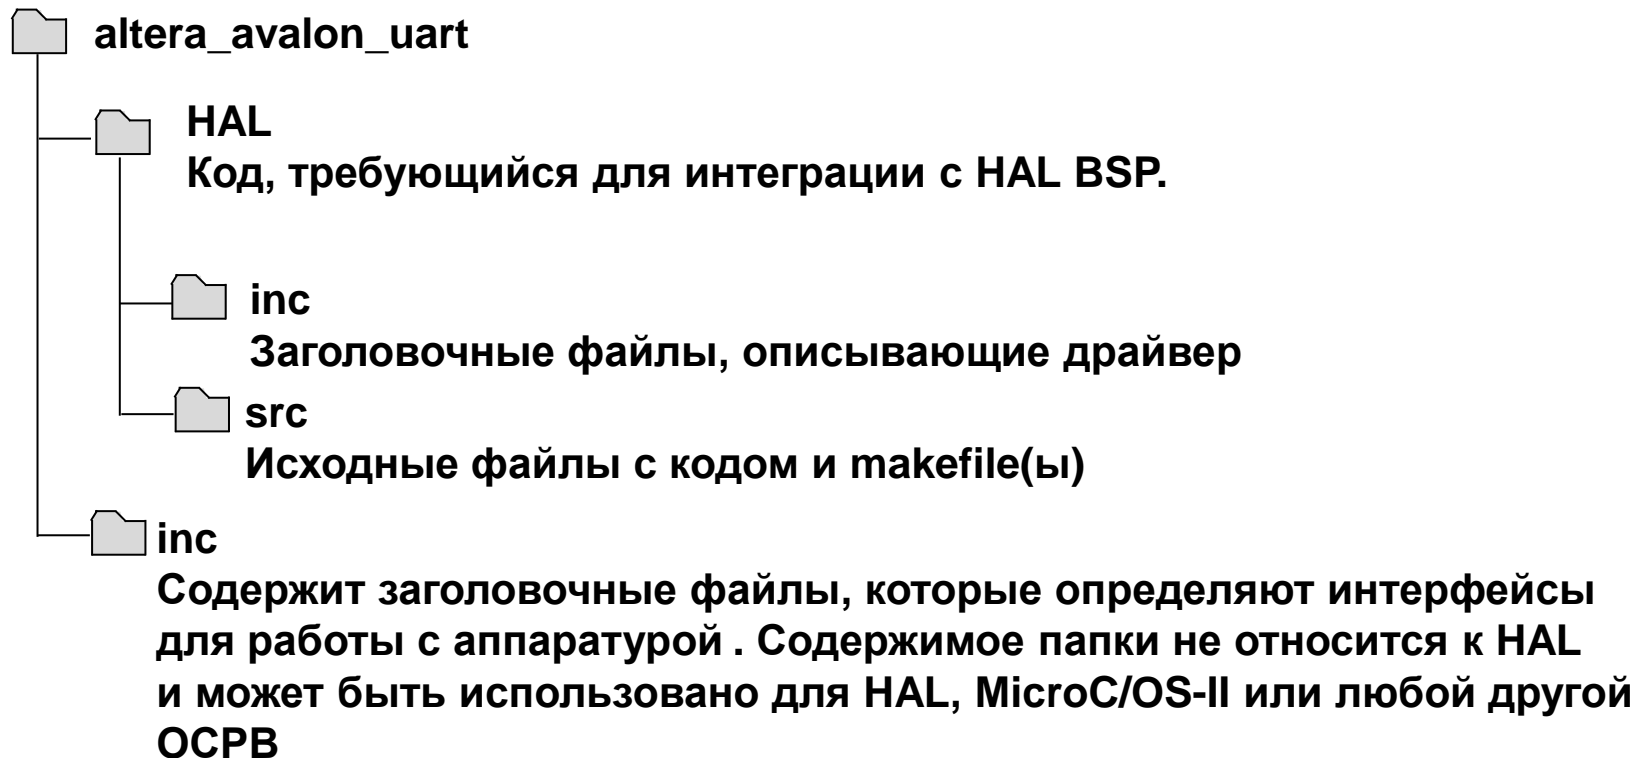 altera_avalon_uart
HAL
Код, требующийся для интеграции с HAL BSP.
inc
Заголовочные файлы, описывающие драйвер
src
Исходные файлы с кодом и makefile(ы)
inc
Содержит заголовочные файлы, которые определяют интерфейсы
для работы с аппаратурой . Содержимое папки не относится к HAL
и может быть использовано для HAL, MicroC/OS-II или любой другой
ОСРВ